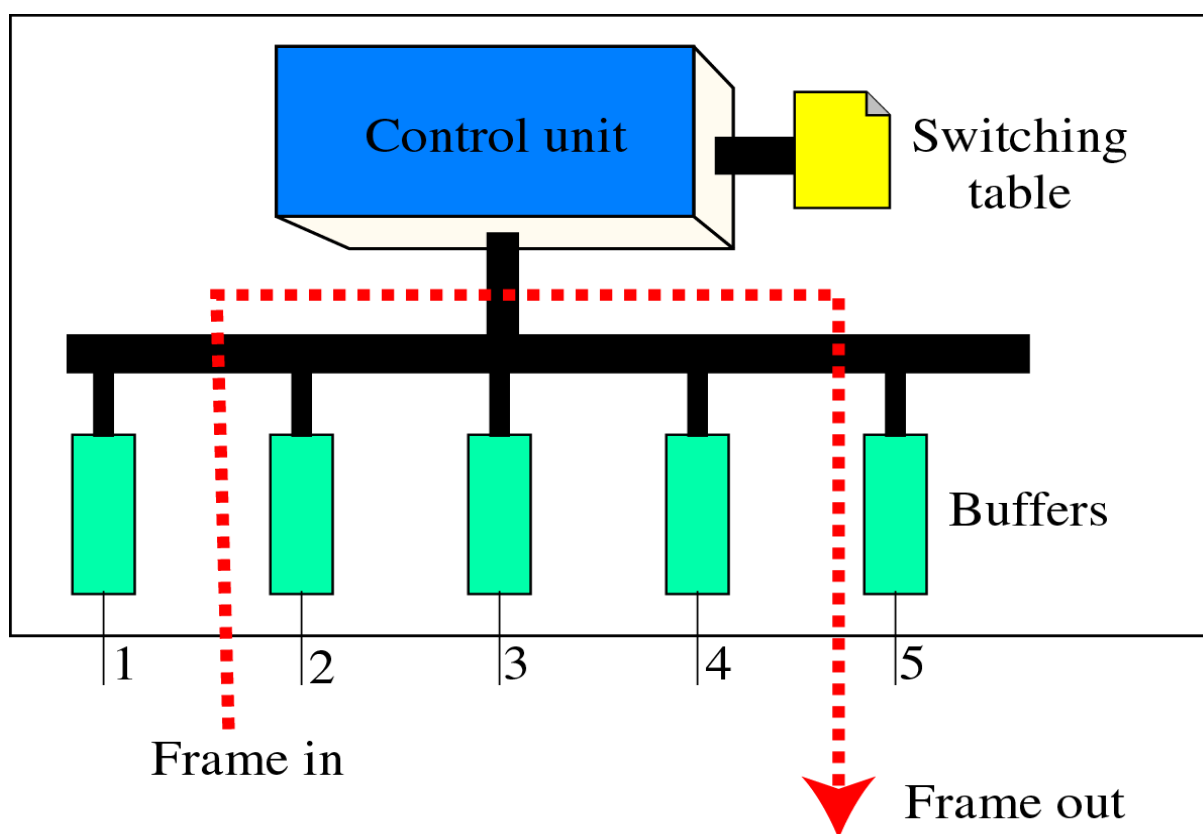 Control unit
Switching
table
Buffers
1
2
3
4
5
Frame in
Frame out